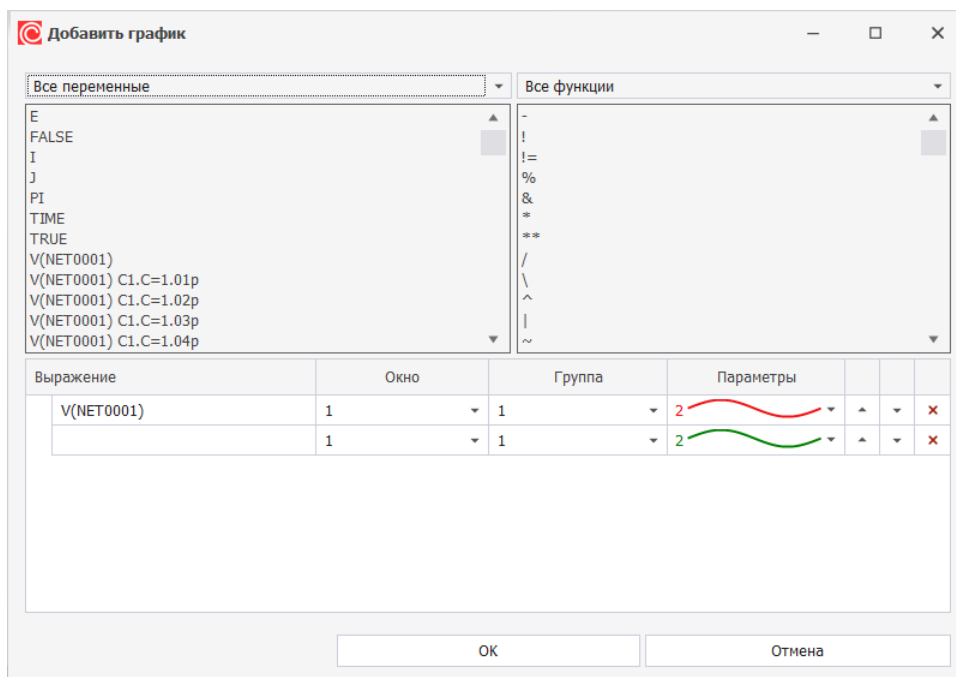 Добавить график
Все переменные
Все функции
E
FALSE
I
J
PI
TIME
TRUE
V(NET0001)
V(NET0001) C1.C=1.01p
V(NET0001) C1.C=1.02p
V(NET0001) C1.C=1.03p
V(NET0001) C1.C=1.04p
-
!
!=
%
&
*
**
/
\
^
|
~
Выражение Окно Группа Параметры
V(NET0001) 1 1 2
1 1 2
OK Отмена